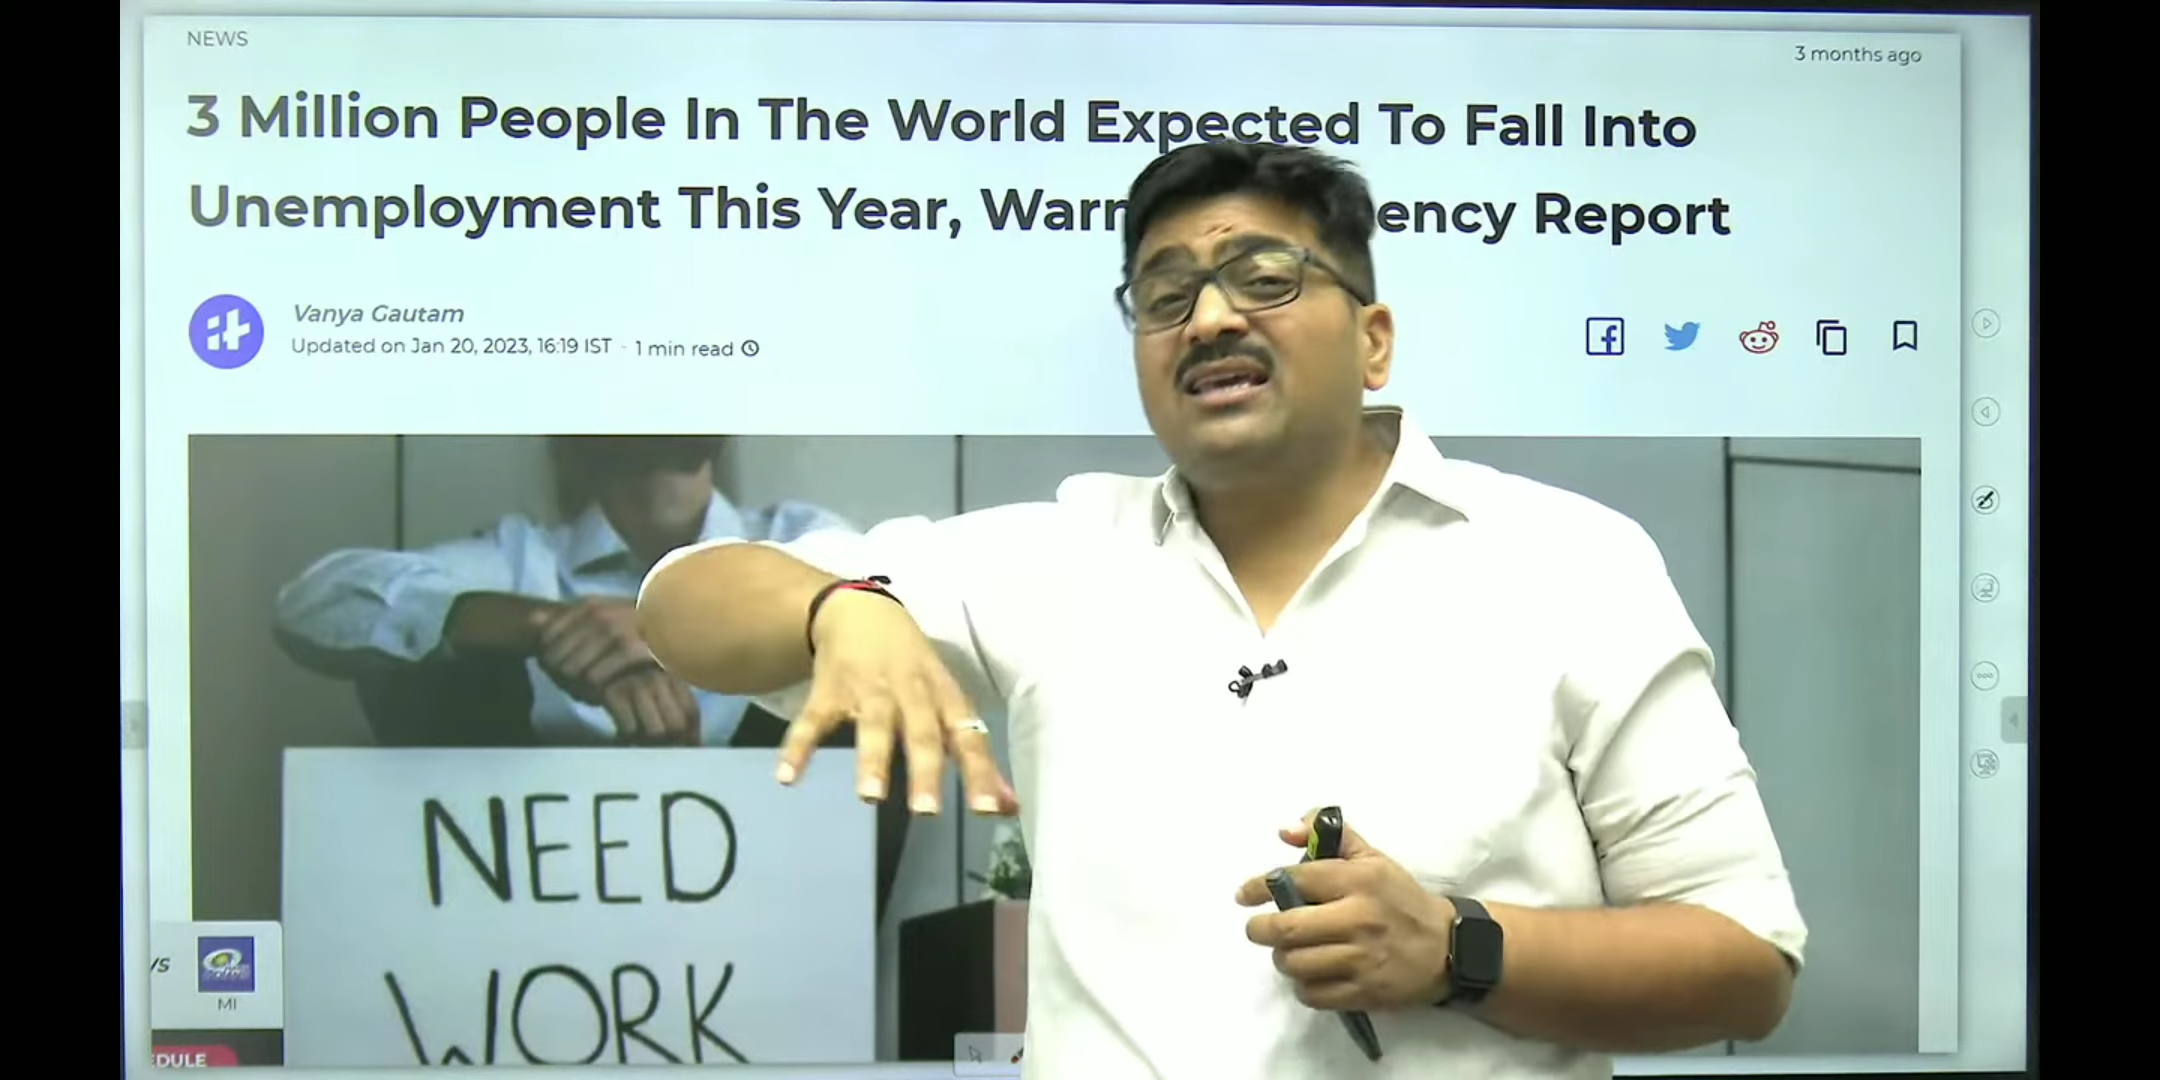 NEWS
3 months ago
3 Million People In The World Expected To Fall Into
Unemployment This Year, Warn ency Report
Vanya Gautam
Updated on Jan 20, 2023, 16:19 IST - 1 min read
NEED
WORK
MI